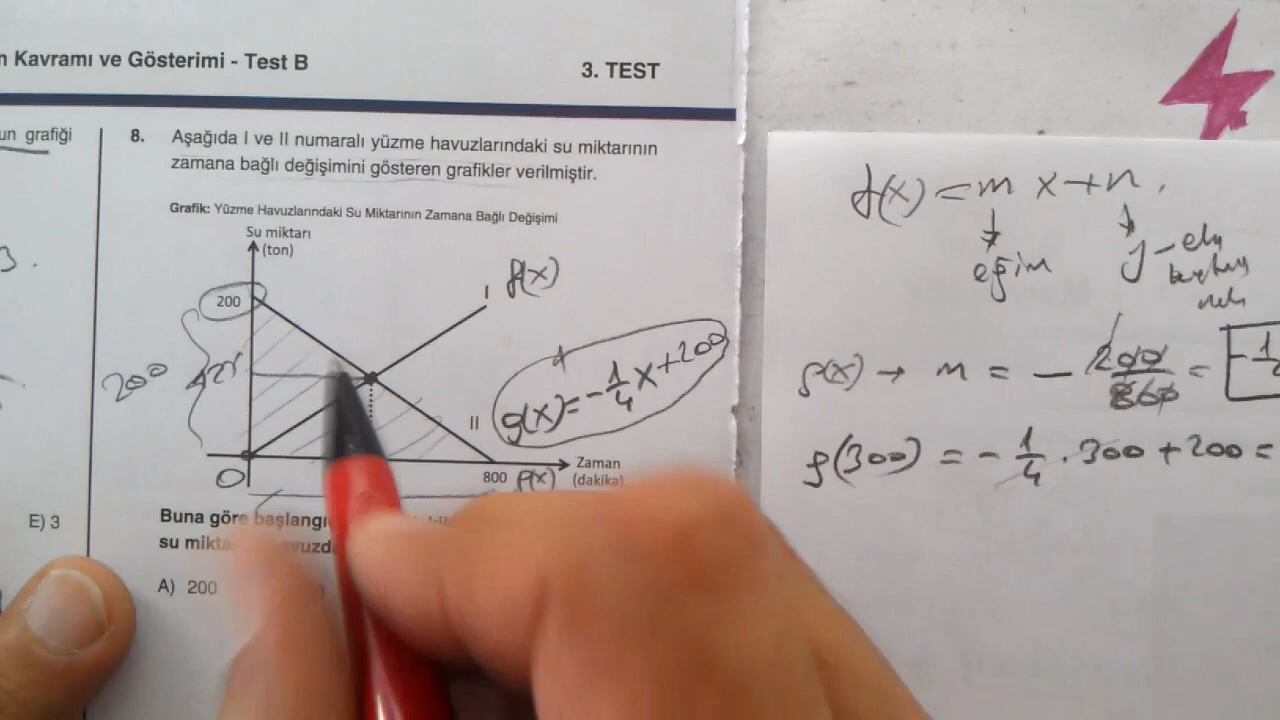 n Kavramı ve Gösterimi - Test B
3. TEST
un grafiği
3.
E) 3
8. Aşağıda I ve II numaralı yüzme havuzlarındaki su miktarının
zamana bağlı değişimini gösteren grafikler verilmiştir.
Grafik: Yüzme Havuzlarındaki Su Miktarının Zamana Bağlı Değişimi
Su miktarı
(ton)
200
I f(x)
200
II
g(x)=-1/4x+200
O
800
Zaman
(dakika)
Buna göre başlangı
su mikta
A) 200
f(x) = m x + n
eğim
m = - 200/800 =
(300) = - 1/4 . 300 + 200 =